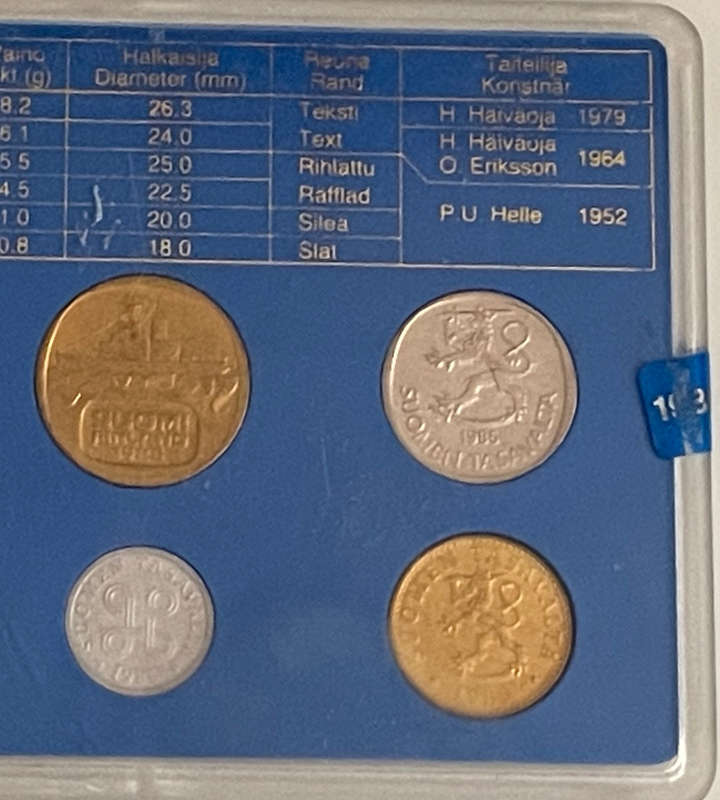 Halkaisija Reuna Taiteilija
kt (g) Diameter (mm) Rand Konstnär
8.2 26.3 Teksti H. Häiväoja 1979
6.1 24.0 Text H. Häiväoja
5.5 25.0 Rihlattu O. Eriksson 1964
4.5 22.5 Räfflad
1.0 20.0 Sileä P.U. Helle 1952
0.8 18.0 Slät
SUOMI
FINLAND
1985
SUOMEN TASAVALTA
SUOMEN TASAVALTA
SUOMEN TASAVALTA